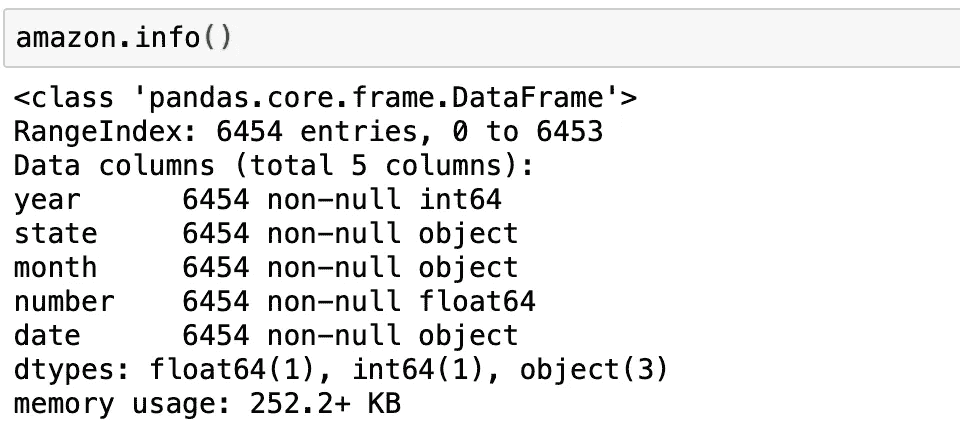 amazon.info()
<class 'pandas.core.frame.DataFrame'>
RangeIndex: 6454 entries, 0 to 6453
Data columns (total 5 columns):
year      6454 non-null int64
state     6454 non-null object
month     6454 non-null object
number    6454 non-null float64
date      6454 non-null object
dtypes: float64(1), int64(1), object(3)
memory usage: 252.2+ KB